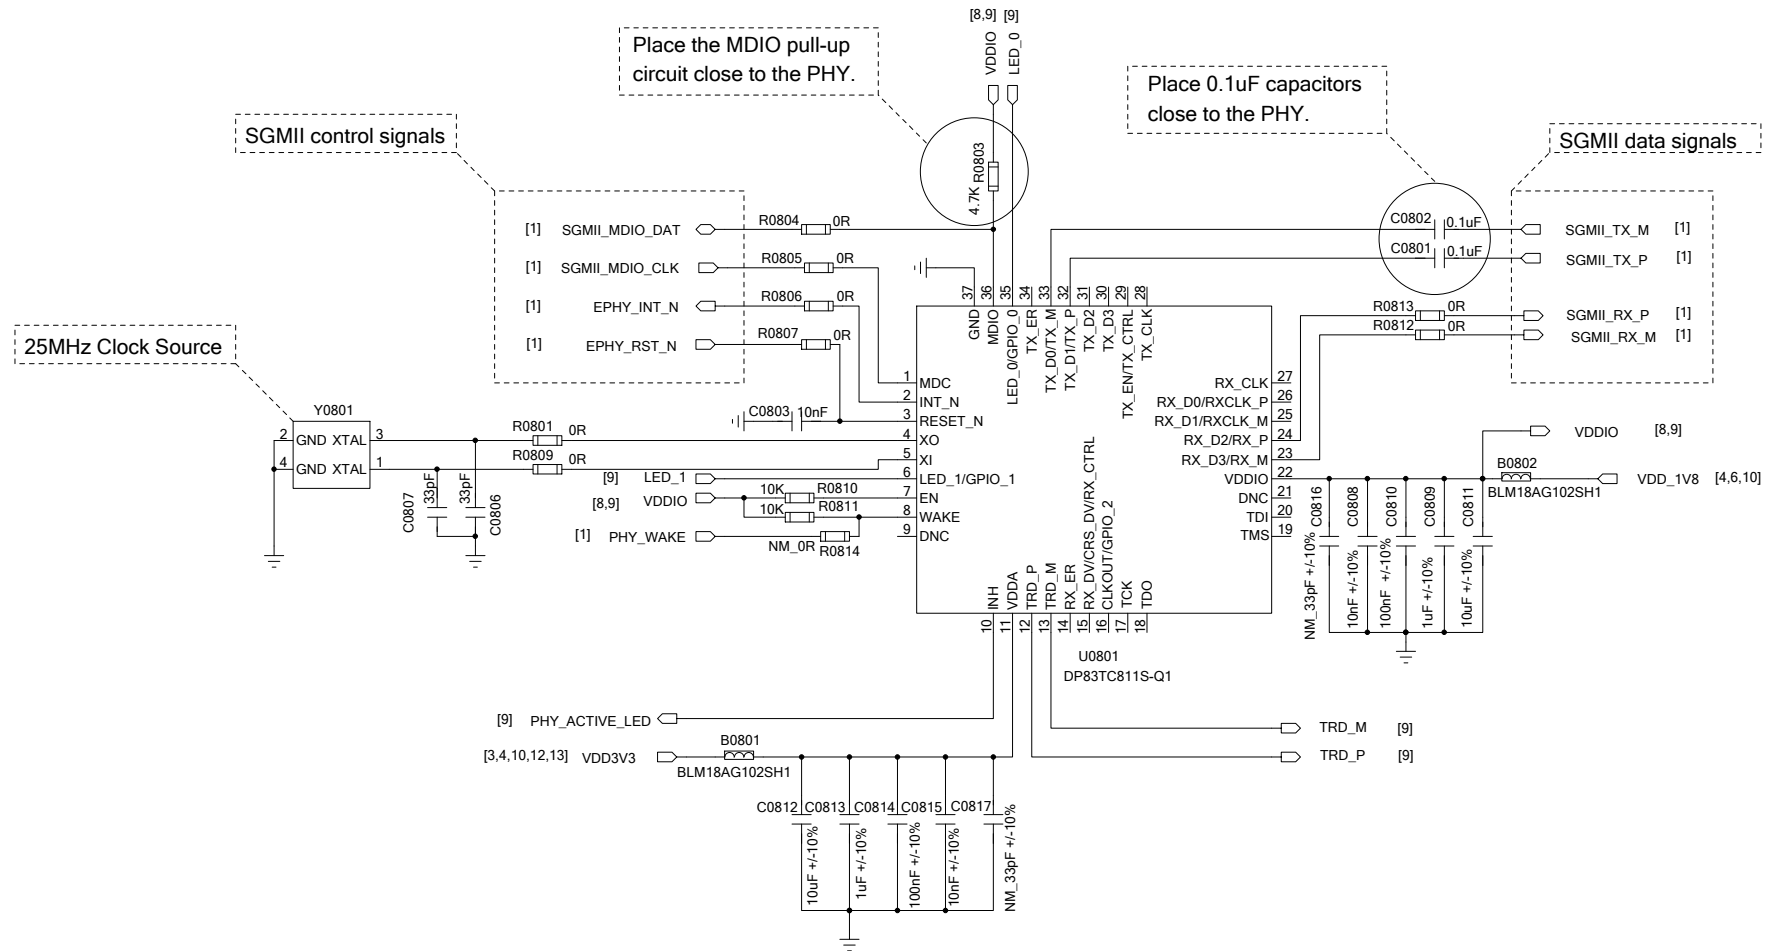 [8,9] [9]
VDDIO
LED_0
Place the MDIO pull-up
circuit close to the PHY.
Place 0.1uF capacitors
close to the PHY.
SGMII control signals
SGMII data signals
4.7K R0803
[1] SGMII_MDIO_DAT R0804 0R
[1] SGMII_MDIO_CLK R0805 0R
[1] EPHY_INT_N R0806 0R
[1] EPHY_RST_N R0807 0R
C0802 0.1uF SGMII_TX_M [1]
C0801 0.1uF SGMII_TX_P [1]
R0813 0R SGMII_RX_P [1]
R0812 0R SGMII_RX_M [1]
25MHz Clock Source
37 GND
36 MDIO
35 LED_0/GPIO_0
34 TX_ER
33 TX_D0/TX_M
32 TX_D1/TX_P
31 TX_D2
30 TX_D3
29 TX_EN/TX_CTRL
28 TX_CLK
1 MDC
2 INT_N
3 RESET_N
4 XO
5 XI
6 LED_1/GPIO_1
7 EN
8 WAKE
9 DNC
RX_CLK 27
RX_D0/RXCLK_P 26
RX_D1/RXCLK_M 25
RX_D2/RX_P 24
RX_D3/RX_M 23
VDDIO 22
DNC 21
TDI 20
TMS 19
INH 10
VDDA 11
TRD_P 12
TRD_M 13
RX_ER 14
RX_DV/CRS_DV/RX_CTRL 15
CLKOUT/GPIO_2 16
TCK 17
TDO 18
U0801
DP83TC811S-Q1
Y0801
2 GND XTAL 3
4 GND XTAL 1
C0803 10nF
R0801 0R
R0809 0R
C0807 33pF
C0806 33pF
[9] LED_1
[8,9] VDDIO
10K R0810
10K R0811
[1] PHY_WAKE
NM_0R R0814
VDDIO [8,9]
B0802
BLM18AG102SH1
VDD_1V8 [4,6,10]
C0816 NM_33pF +/-10%
C0808 10nF +/-10%
C0810 100nF +/-10%
C0809 1uF +/-10%
C0811 10uF +/-10%
[9] PHY_ACTIVE_LED
[3,4,10,12,13] VDD3V3
B0801
BLM18AG102SH1
TRD_M [9]
TRD_P [9]
C0812 10uF +/-10%
C0813 1uF +/-10%
C0814 100nF +/-10%
C0815 10nF +/-10%
C0817 NM_33pF +/-10%